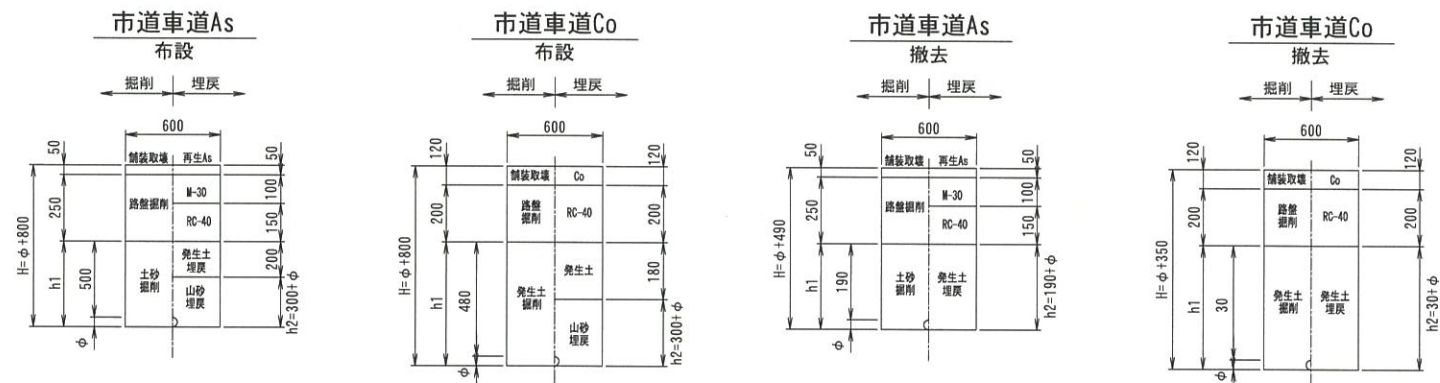 市道車道As
布設
掘削 埋戻
600
50
舗装取壊 再生As
50
250
路盤掘削
M-30
100
RC-40
150
H=φ+800
h1
500
土砂
掘削
発生土
埋戻
200
山砂
埋戻
h2=300+φ
φ
市道車道Co
布設
掘削 埋戻
600
120
舗装取壊 Co
120
200
路盤
掘削
RC-40
200
H=φ+800
h1
480
発生土
掘削
発生土
180
山砂
埋戻
h2=300+φ
φ
市道車道As
撤去
掘削 埋戻
600
50
舗装取壊 再生As
50
250
路盤掘削
M-30
100
RC-40
150
H=φ+490
h1
190
土砂
掘削
発生土
埋戻
h2=190+φ
φ
市道車道Co
撤去
掘削 埋戻
600
120
舗装取壊 Co
120
200
路盤
掘削
RC-40
200
H=φ+350
h1
30
発生土
掘削
発生土
埋戻
h2=30+φ
φ